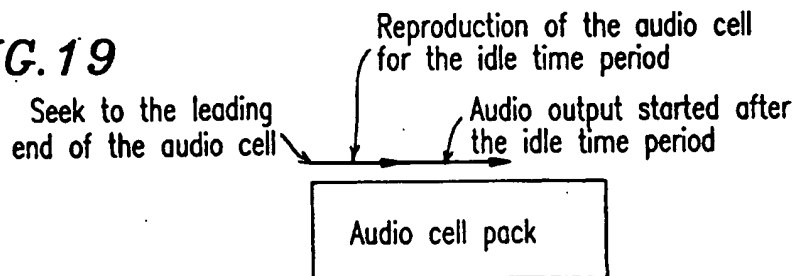 G.19
Reproduction of the audio cell
for the idle time period
Seek to the leading
end of the audio cell
Audio output started after
the idle time period
Audio cell pack